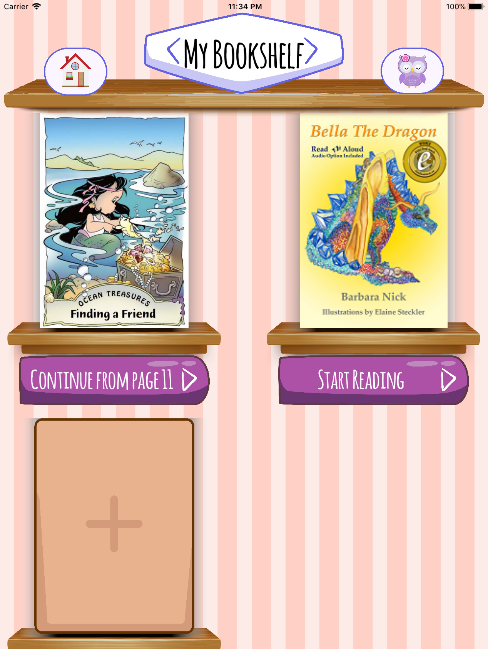 Carrier 11:34 PM 100%
My Bookshelf
Bella The Dragon
Read Aloud
Audio Option Included
e
OCEAN TREASURES
Finding a Friend
Barbara Nick
Illustrations by Elaine Steckler
Continue from page 11
Start Reading